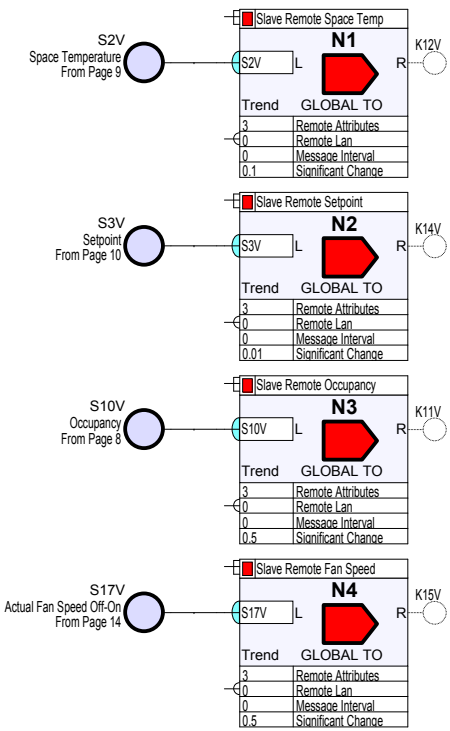 Slave Remote Space Temp
S2V
Space Temperature
From Page 9
N1
S2V
L
R
K12V
Trend
GLOBAL TO
3 Remote Attributes
0 Remote Lan
0 Message Interval
0.1 Significant Change
Slave Remote Setpoint
S3V
Setpoint
From Page 10
N2
S3V
L
R
K14V
Trend
GLOBAL TO
3 Remote Attributes
0 Remote Lan
0 Message Interval
0.01 Significant Change
Slave Remote Occupancy
S10V
Occupancy
From Page 8
N3
S10V
L
R
K11V
Trend
GLOBAL TO
3 Remote Attributes
0 Remote Lan
0 Message Interval
0.5 Significant Change
Slave Remote Fan Speed
S17V
Actual Fan Speed Off-On
From Page 14
N4
S17V
L
R
K15V
Trend
GLOBAL TO
3 Remote Attributes
0 Remote Lan
0 Message Interval
0.5 Significant Change